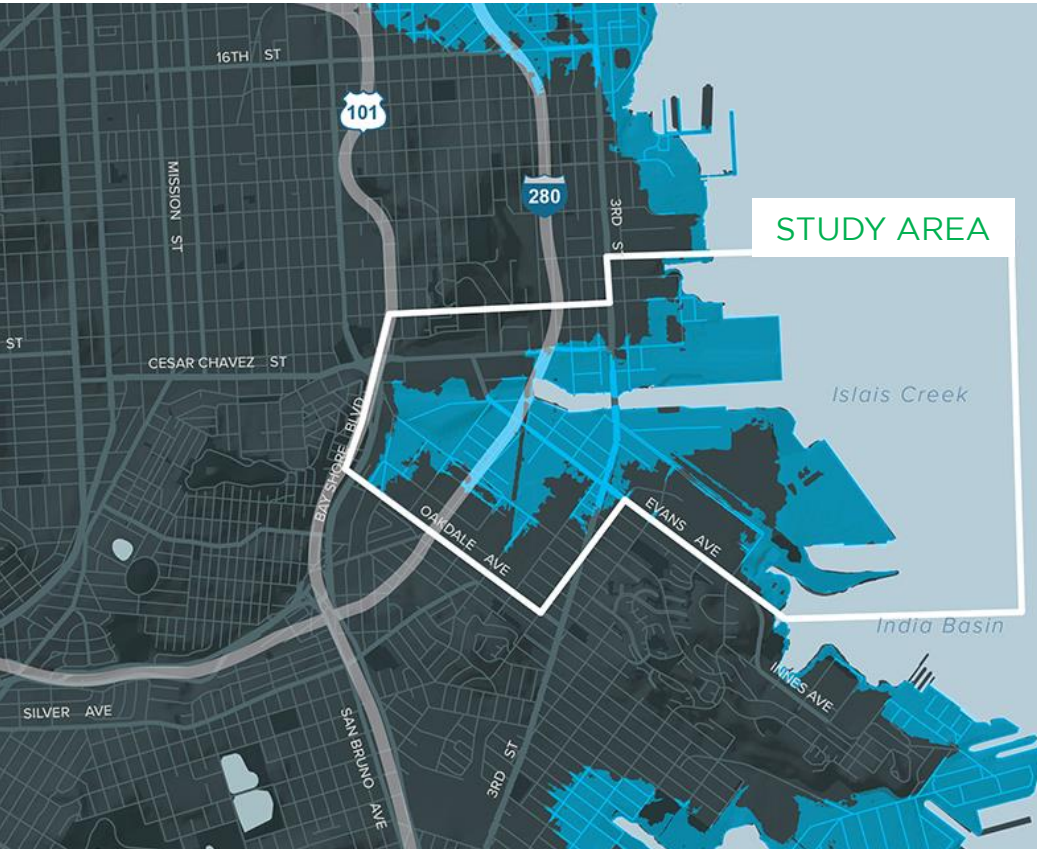 16TH ST
101
MISSION ST
280
3RD S
STUDY AREA
ST
CESAR CHAVEZ ST
Islais Creek
BAY SHORE BLVD
OAKDALE AVE
EVANS AVE
India Basin
INNES AVE
SILVER AVE
SAN BRUNO AVE
3RD ST